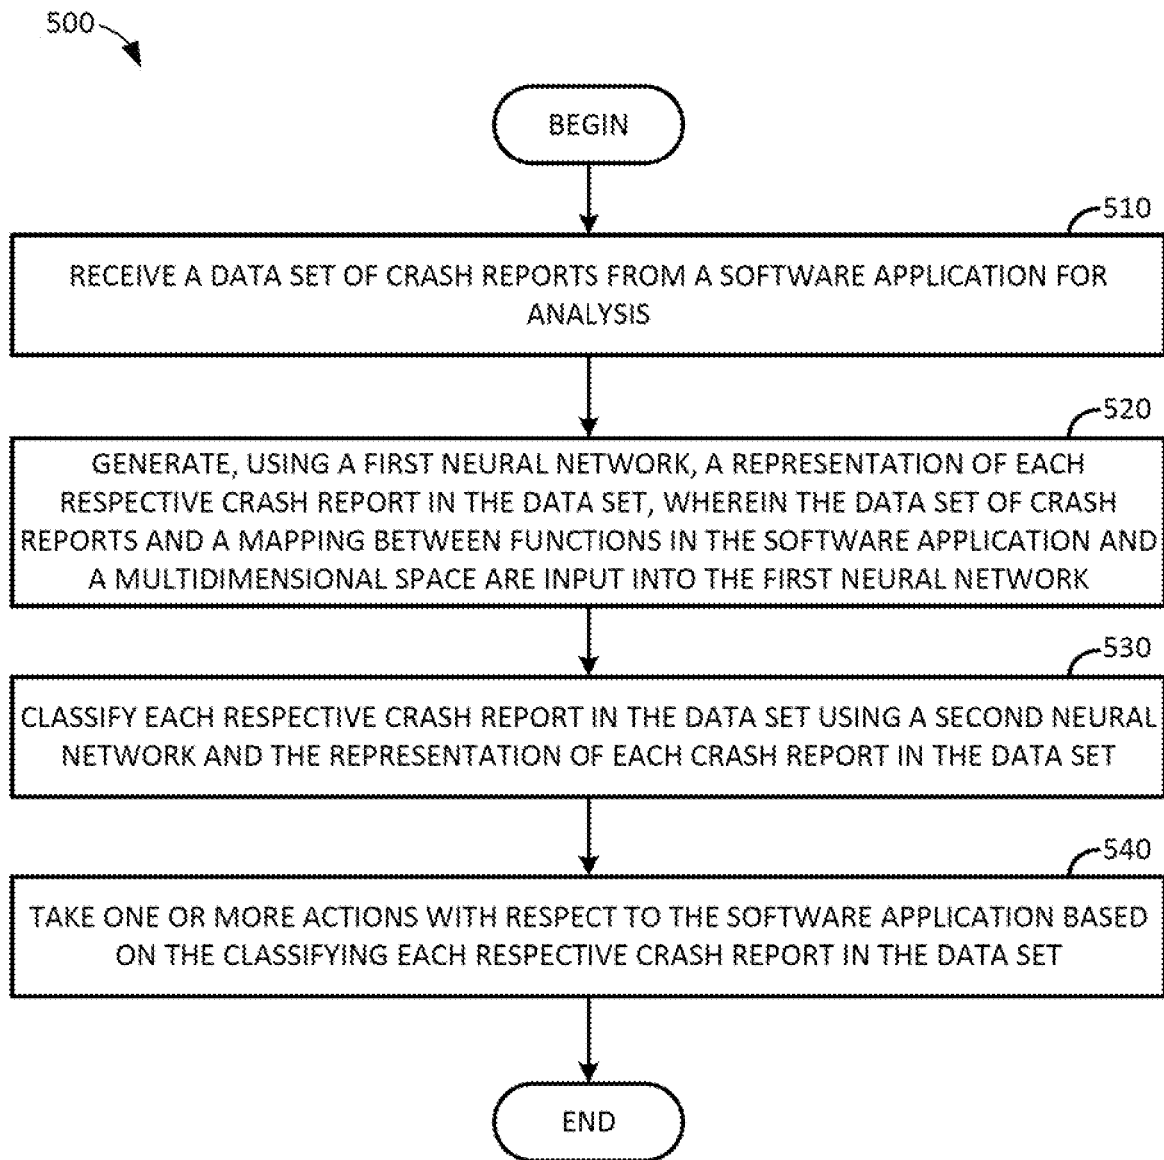 500
BEGIN
510
RECEIVE A DATA SET OF CRASH REPORTS FROM A SOFTWARE APPLICATION FOR
ANALYSIS
520
GENERATE, USING A FIRST NEURAL NETWORK, A REPRESENTATION OF EACH
RESPECTIVE CRASH REPORT IN THE DATA SET, WHEREIN THE DATA SET OF CRASH
REPORTS AND A MAPPING BETWEEN FUNCTIONS IN THE SOFTWARE APPLICATION AND
A MULTIDIMENSIONAL SPACE ARE INPUT INTO THE FIRST NEURAL NETWORK
530
CLASSIFY EACH RESPECTIVE CRASH REPORT IN THE DATA SET USING A SECOND NEURAL
NETWORK AND THE REPRESENTATION OF EACH CRASH REPORT IN THE DATA SET
540
TAKE ONE OR MORE ACTIONS WITH RESPECT TO THE SOFTWARE APPLICATION BASED
ON THE CLASSIFYING EACH RESPECTIVE CRASH REPORT IN THE DATA SET
END